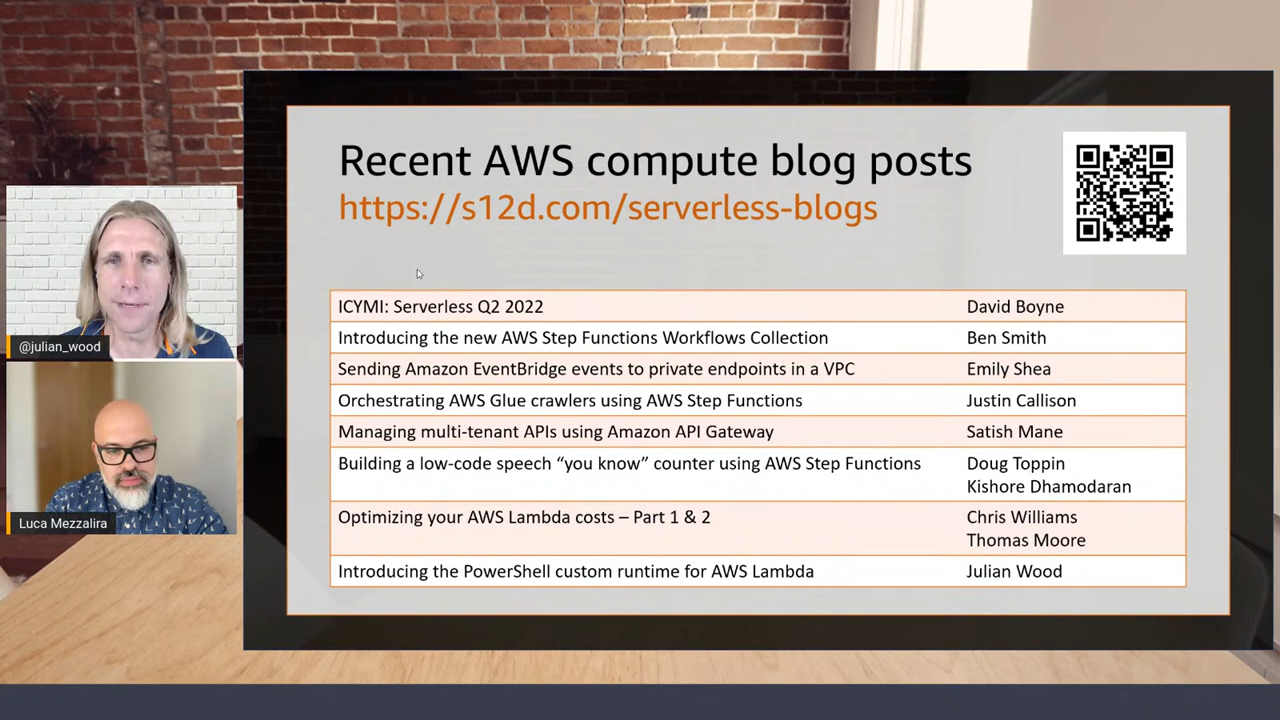 Recent AWS compute blog posts
https://s12d.com/serverless-blogs
ICYMI: Serverless Q2 2022 David Boyne
Introducing the new AWS Step Functions Workflows Collection Ben Smith
Sending Amazon EventBridge events to private endpoints in a VPC Emily Shea
Orchestrating AWS Glue crawlers using AWS Step Functions Justin Callison
Managing multi-tenant APIs using Amazon API Gateway Satish Mane
Building a low-code speech “you know” counter using AWS Step Functions Doug Toppin
Kishore Dhamodaran
Optimizing your AWS Lambda costs – Part 1 & 2 Chris Williams
Thomas Moore
Introducing the PowerShell custom runtime for AWS Lambda Julian Wood
@julian_wood
Luca Mezzalira